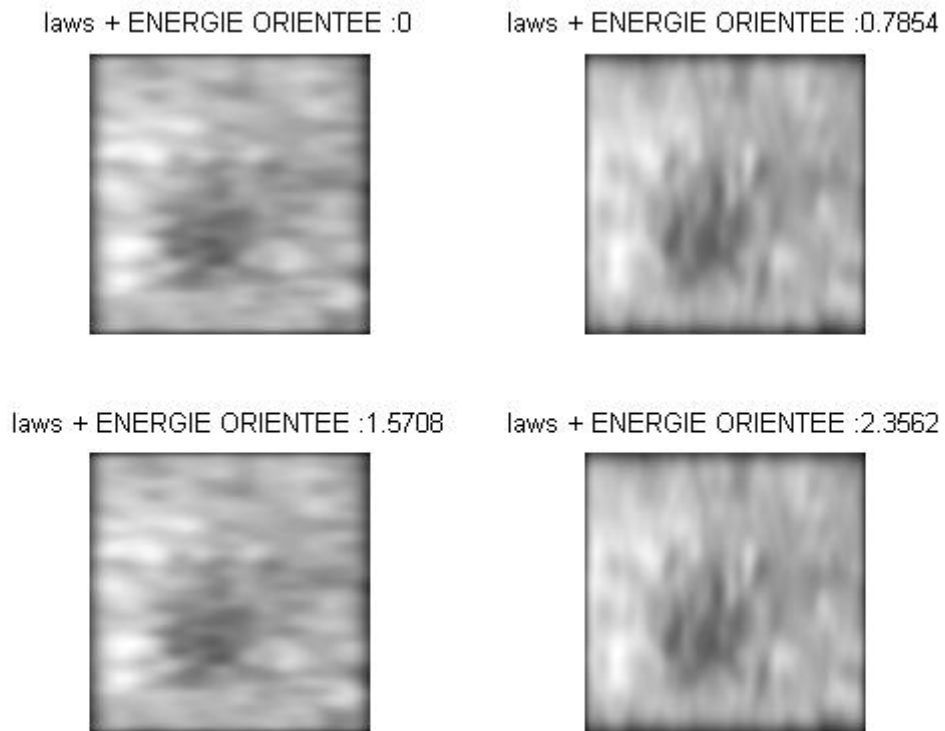 laws + ENERGIE ORIENTEE :0
laws + ENERGIE ORIENTEE :0.7854
laws + ENERGIE ORIENTEE :1.5708
laws + ENERGIE ORIENTEE :2.3562